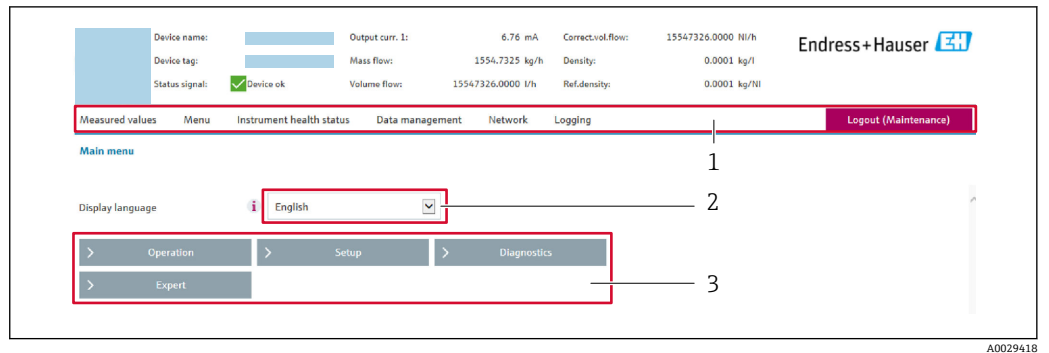 Device name: Output curr. 1: 6.76 mA Correct.vol.flow: 15547326.0000 Nl/h
Endress+Hauser EH
Device tag: Mass flow: 1554.7325 kg/h Density: 0.0001 kg/l
Status signal: Device ok Volume flow: 15547326.0000 l/h Ref.density: 0.0001 kg/Nl
Measured values Menu Instrument health status Data management Network Logging Logout (Maintenance)
1
Main menu
Display language i English 2
> Operation > Setup > Diagnostics
> Expert 3
A0029418